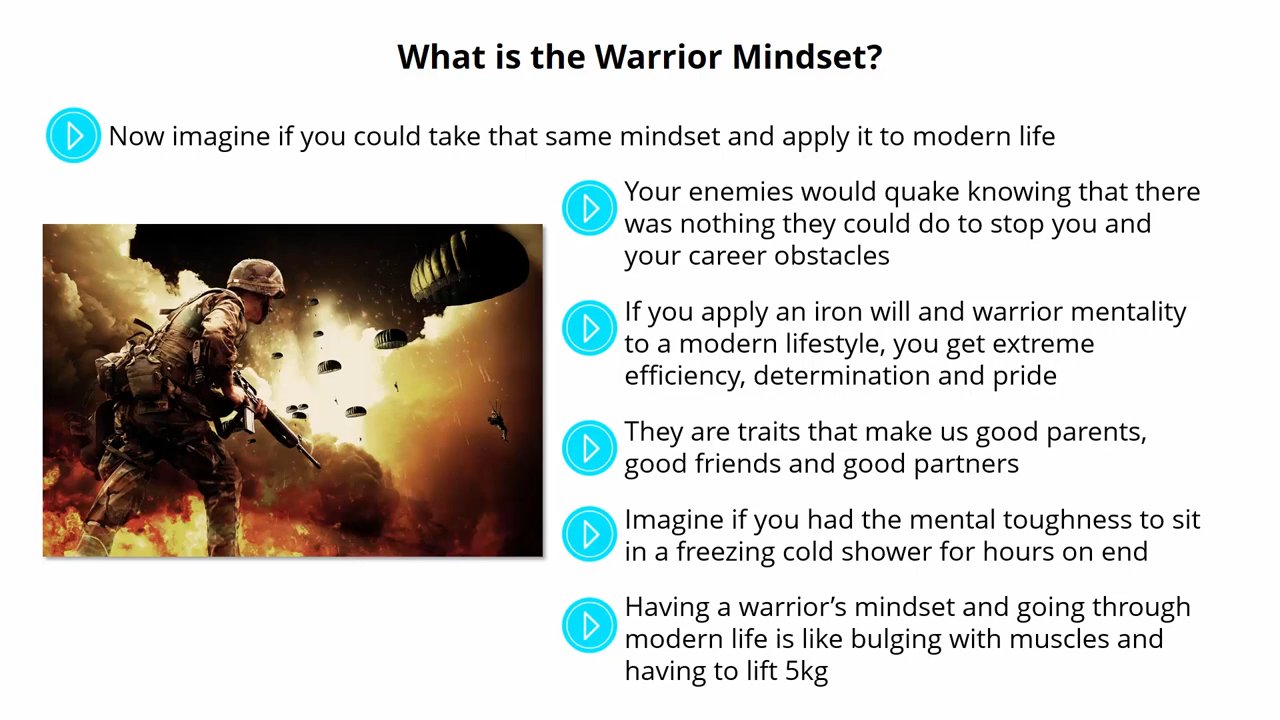 What is the Warrior Mindset?
Now imagine if you could take that same mindset and apply it to modern life
Your enemies would quake knowing that there
was nothing they could do to stop you and
your career obstacles
If you apply an iron will and warrior mentality
to a modern lifestyle, you get extreme
efficiency, determination and pride
They are traits that make us good parents,
good friends and good partners
Imagine if you had the mental toughness to sit
in a freezing cold shower for hours on end
Having a warrior’s mindset and going through
modern life is like bulging with muscles and
having to lift 5kg